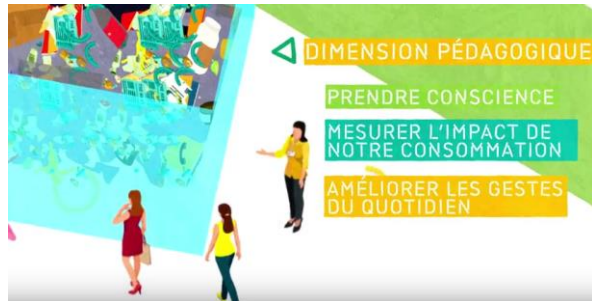 DIMENSION PÉDAGOGIQUE
PRENDRE CONSCIENCE
MESURER L'IMPACT DE
NOTRE CONSOMMATION
AMÉLIORER LES GESTES
DU QUOTIDIEN